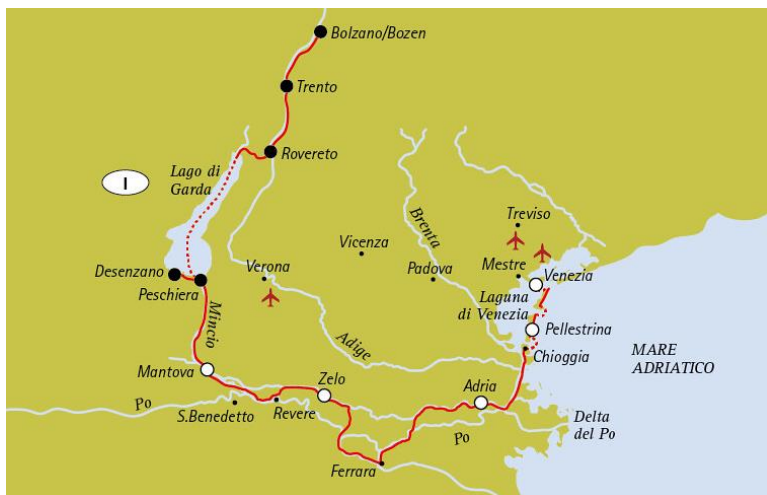 Bolzano/Bozen
Trento
Rovereto
Lago di
Garda
I
Treviso
Brenta
Vicenza
Mestre
Venezia
Padova
Desenzano
Verona
Peschiera
Laguna
di Venezia
Mincio
Pellestrina
Adige
Chioggia
MARE
ADRIATICO
Mantova
Zelo
Adria
Po
S.Benedetto
Revere
Po
Delta
del Po
Ferrara